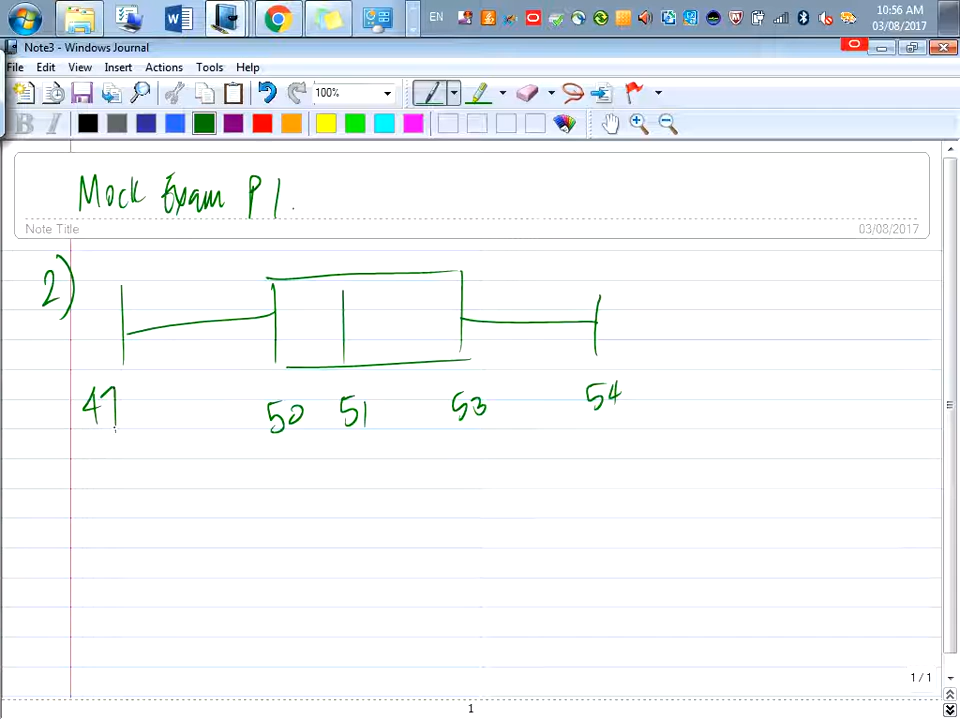 EN
10:56 AM
03/08/2017
Note3 - Windows Journal
File Edit View Insert Actions Tools Help
100%
B I
Mock Exam P1.
Note Title 03/08/2017
2)
47 50 51 53 54
1 / 1
1